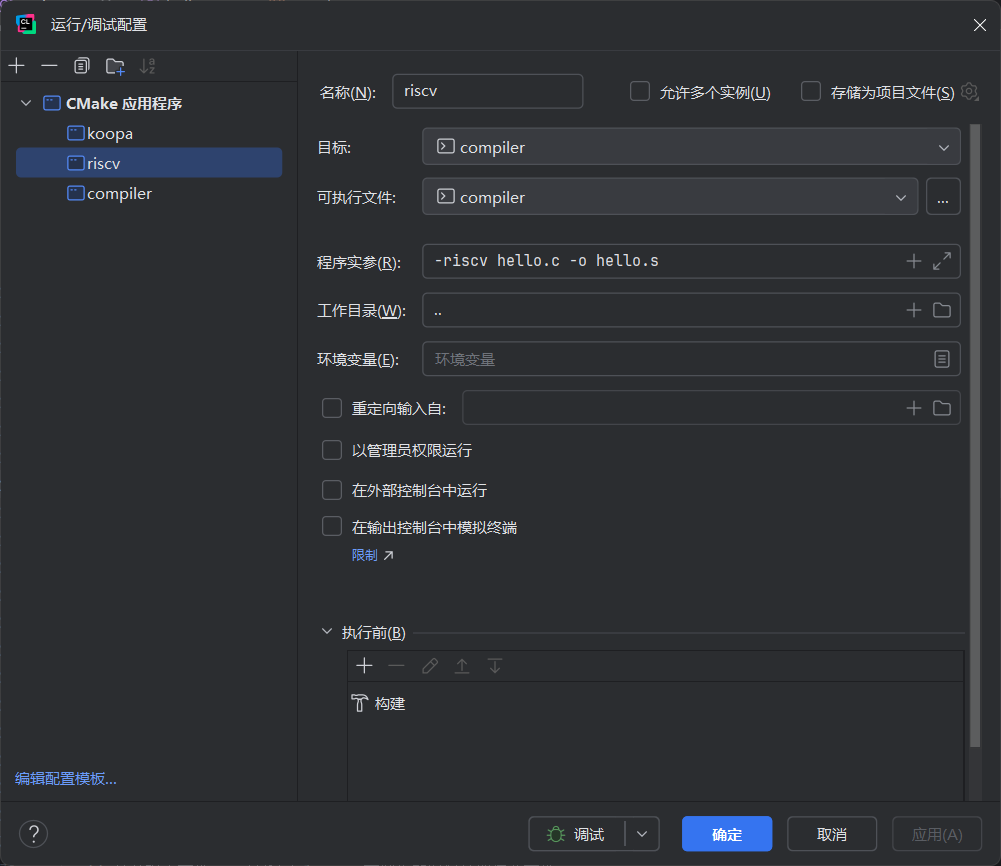 运行/调试配置
CMake 应用程序
koopa
riscv
compiler
编辑配置模板...
名称(N): riscv 允许多个实例(U) 存储为项目文件(S)
目标: compiler
可执行文件: compiler ...
程序实参(R): -riscv hello.c -o hello.s
工作目录(W): ..
环境变量(E): 环境变量
重定向输入自:
以管理员权限运行
在外部控制台中运行
在输出控制台中模拟终端
限制
执行前(B)
构建
? 调试 确定 取消 应用(A)